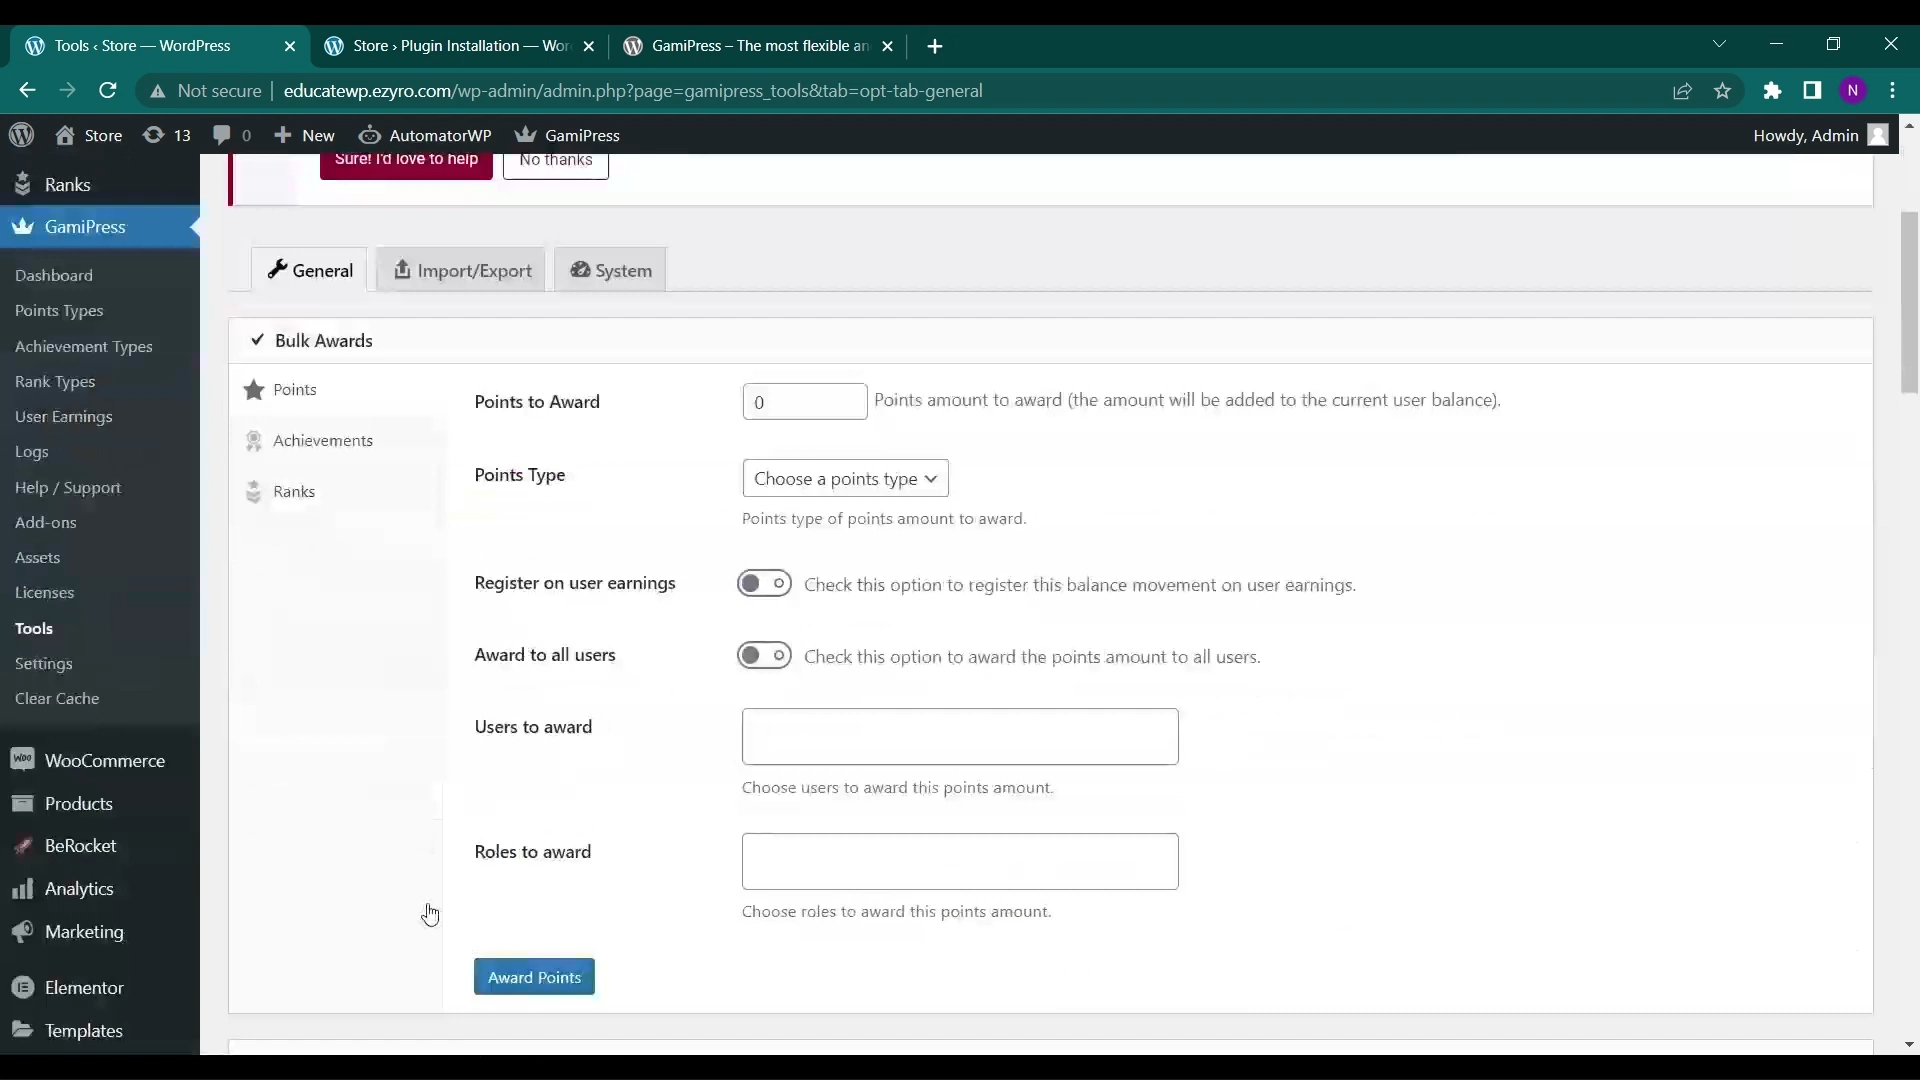 Tools ‹ Store — WordPress
Store › Plugin Installation — Wor
GamiPress – The most flexible an
Not secure
educatewp.ezyro.com/wp-admin/admin.php?page=gamipress_tools&tab=opt-tab-general
N
Store
13
0
New
AutomatorWP
GamiPress
Howdy, Admin
Sure! I'd love to help
No thanks
Ranks
GamiPress
Dashboard
Points Types
Achievement Types
Rank Types
User Earnings
Logs
Help / Support
Add-ons
Assets
Licenses
Tools
Settings
Clear Cache
Woo
WooCommerce
Products
BeRocket
Analytics
Marketing
Elementor
Templates
General
Import/Export
System
Bulk Awards
Points
Achievements
Ranks
Points to Award
0
Points amount to award (the amount will be added to the current user balance).
Points Type
Choose a points type
Points type of points amount to award.
Register on user earnings
Check this option to register this balance movement on user earnings.
Award to all users
Check this option to award the points amount to all users.
Users to award
Choose users to award this points amount.
Roles to award
Choose roles to award this points amount.
Award Points